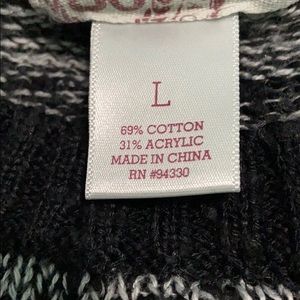 L
69% COTTON
31% ACRYLIC
MADE IN CHINA
RN #94330